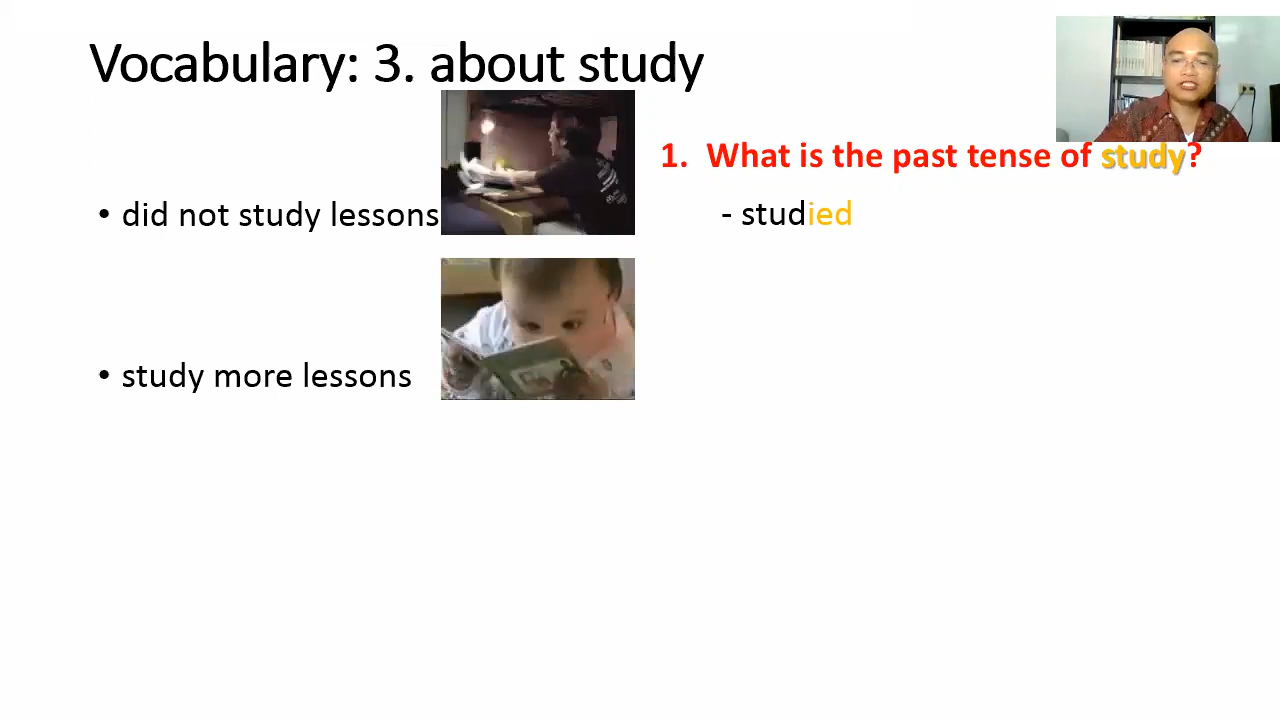 Vocabulary: 3. about study
• did not study lessons
• study more lessons
1. What is the past tense of study?
- studied